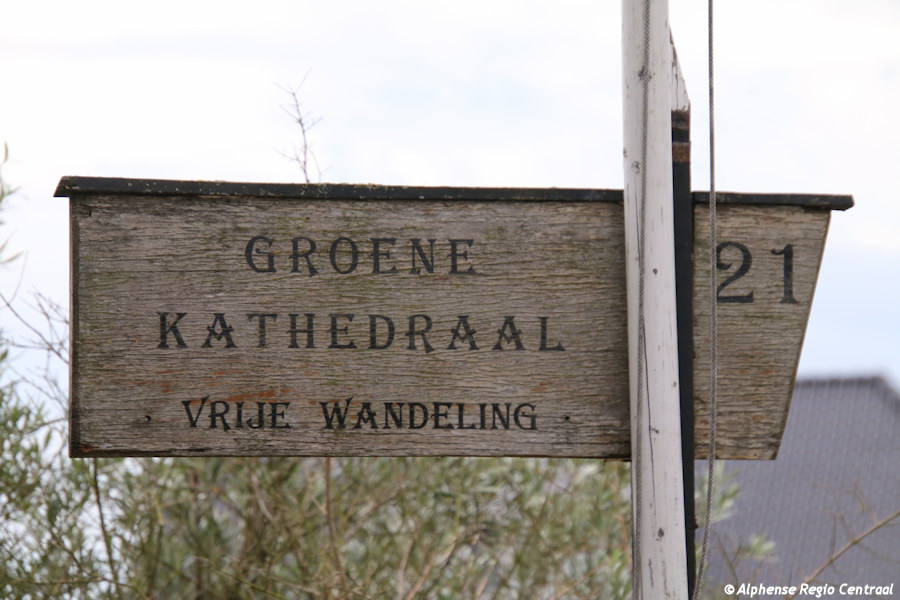 GROENE
KATHEDRAAL
VRIJE WANDELING
21
© Alphense Regio Centraal